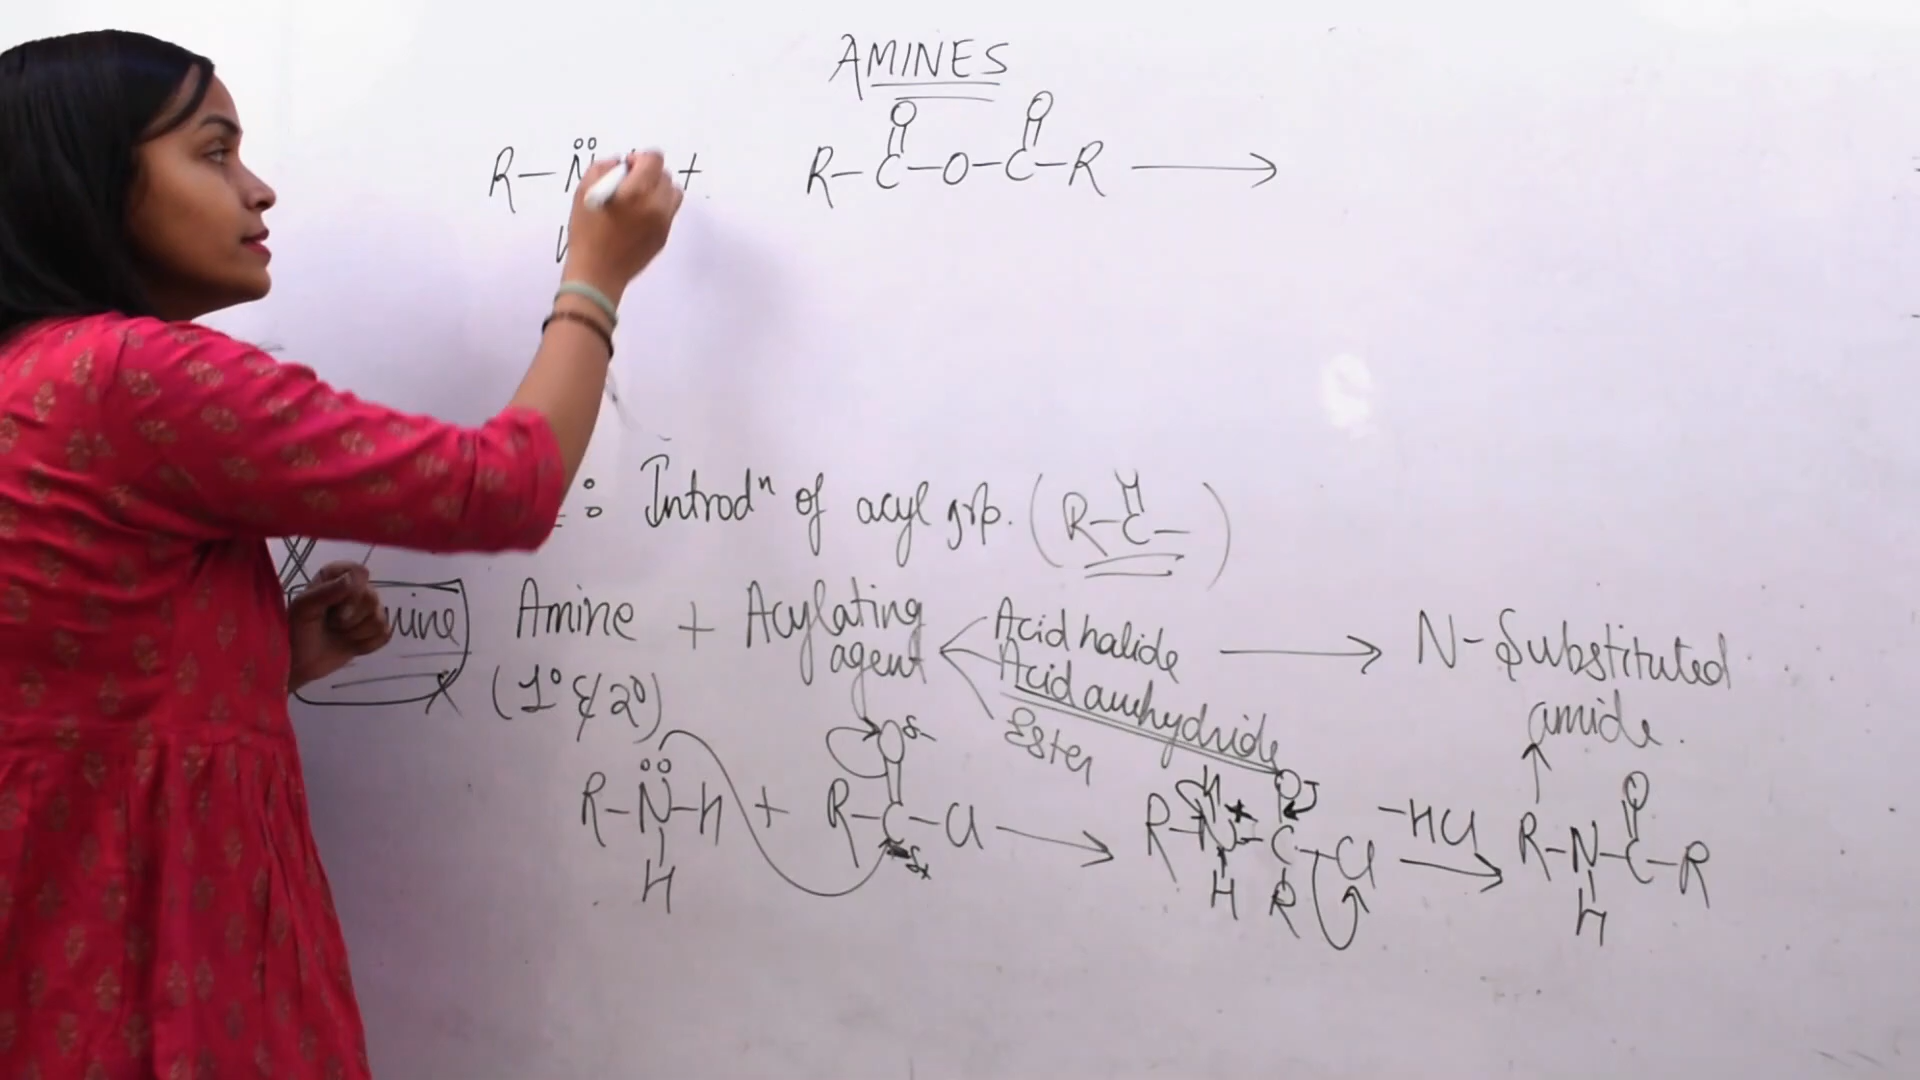 AMINES
R-N̈ + R-C(=O)-O-C(=O)-R ⟶
: Introdⁿ of acyl grp. (R-C-)
Amine + Acylating agent < Acid halide ⟶ N-Substituted amide.
(1° & 2°)
Acid anhydride
Ester
R-N̈-H + R-C-Cl ⟶ R-N-C-Cl -HCl ⟶ R-N-C-R
O δ-
δ+
H
H
+
O
H
R
O
H